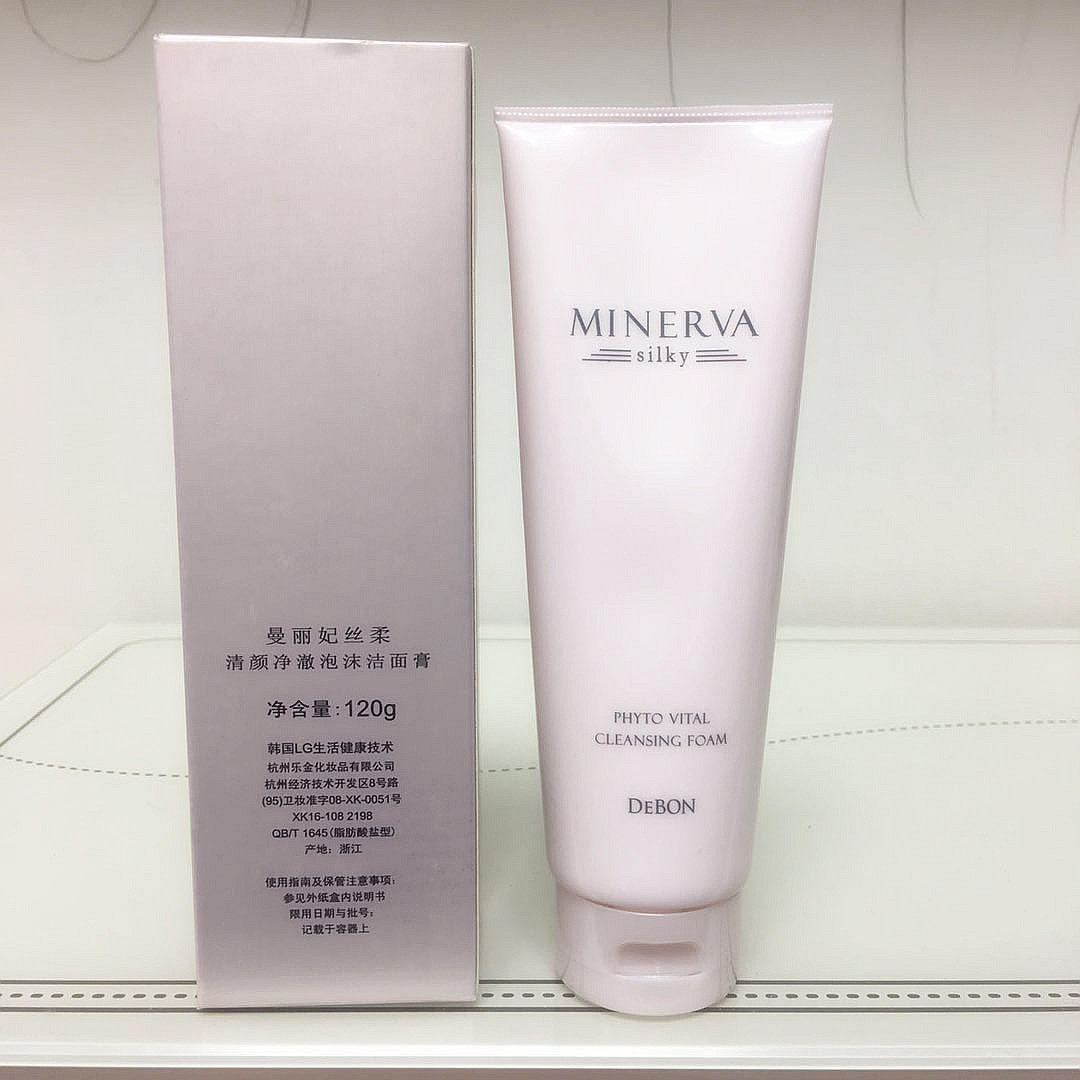 曼丽妃丝柔
清颜净澈泡沫洁面膏
净含量:120g
韩国LG生活健康技术
杭州乐金化妆品有限公司
杭州经济技术开发区8号路
(95)卫妆准字08-XK-0051号
XK16-108 2198
QB/T 1645(脂肪酸盐型)
产地：浙江
使用指南及保管注意事项：
参见外纸盒内说明书
限用日期与批号：
记载于容器上
MINERVA
silky
PHYTO VITAL
CLEANSING FOAM
DEBON